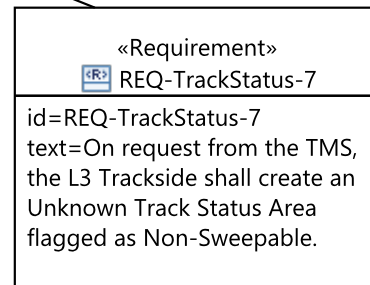 «Requirement»
<R> REQ-TrackStatus-7
id=REQ-TrackStatus-7
text=On request from the TMS,
the L3 Trackside shall create an
Unknown Track Status Area
flagged as Non-Sweepable.